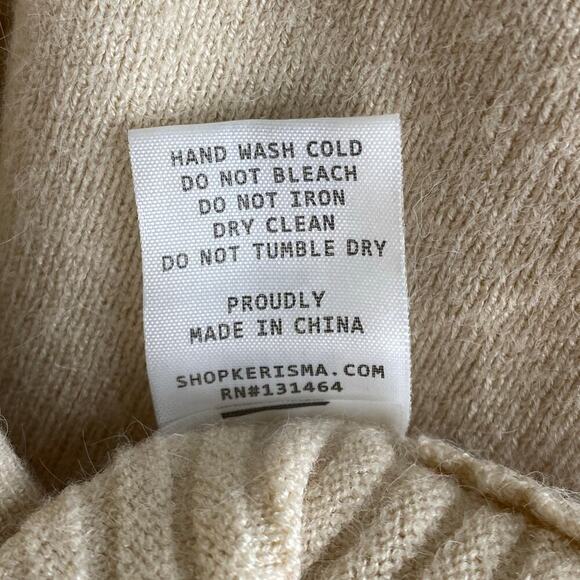 HAND WASH COLD
DO NOT BLEACH
DO NOT IRON
DRY CLEAN
DO NOT TUMBLE DRY
PROUDLY
MADE IN CHINA
SHOPKERISMA.COM
RN#131464